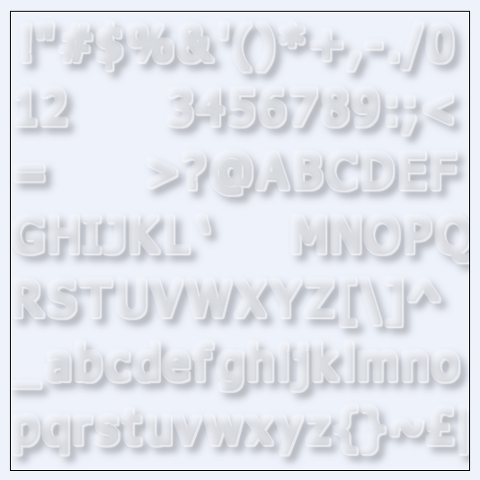 !"#$%&'()*+,-./0
12 3456789:;<
= >?@ABCDEF
GHIJKL` MNOPQ
RSTUVWXYZ[\]^
_abcdefghijklmno
pqrstuvwxyz{}~£|